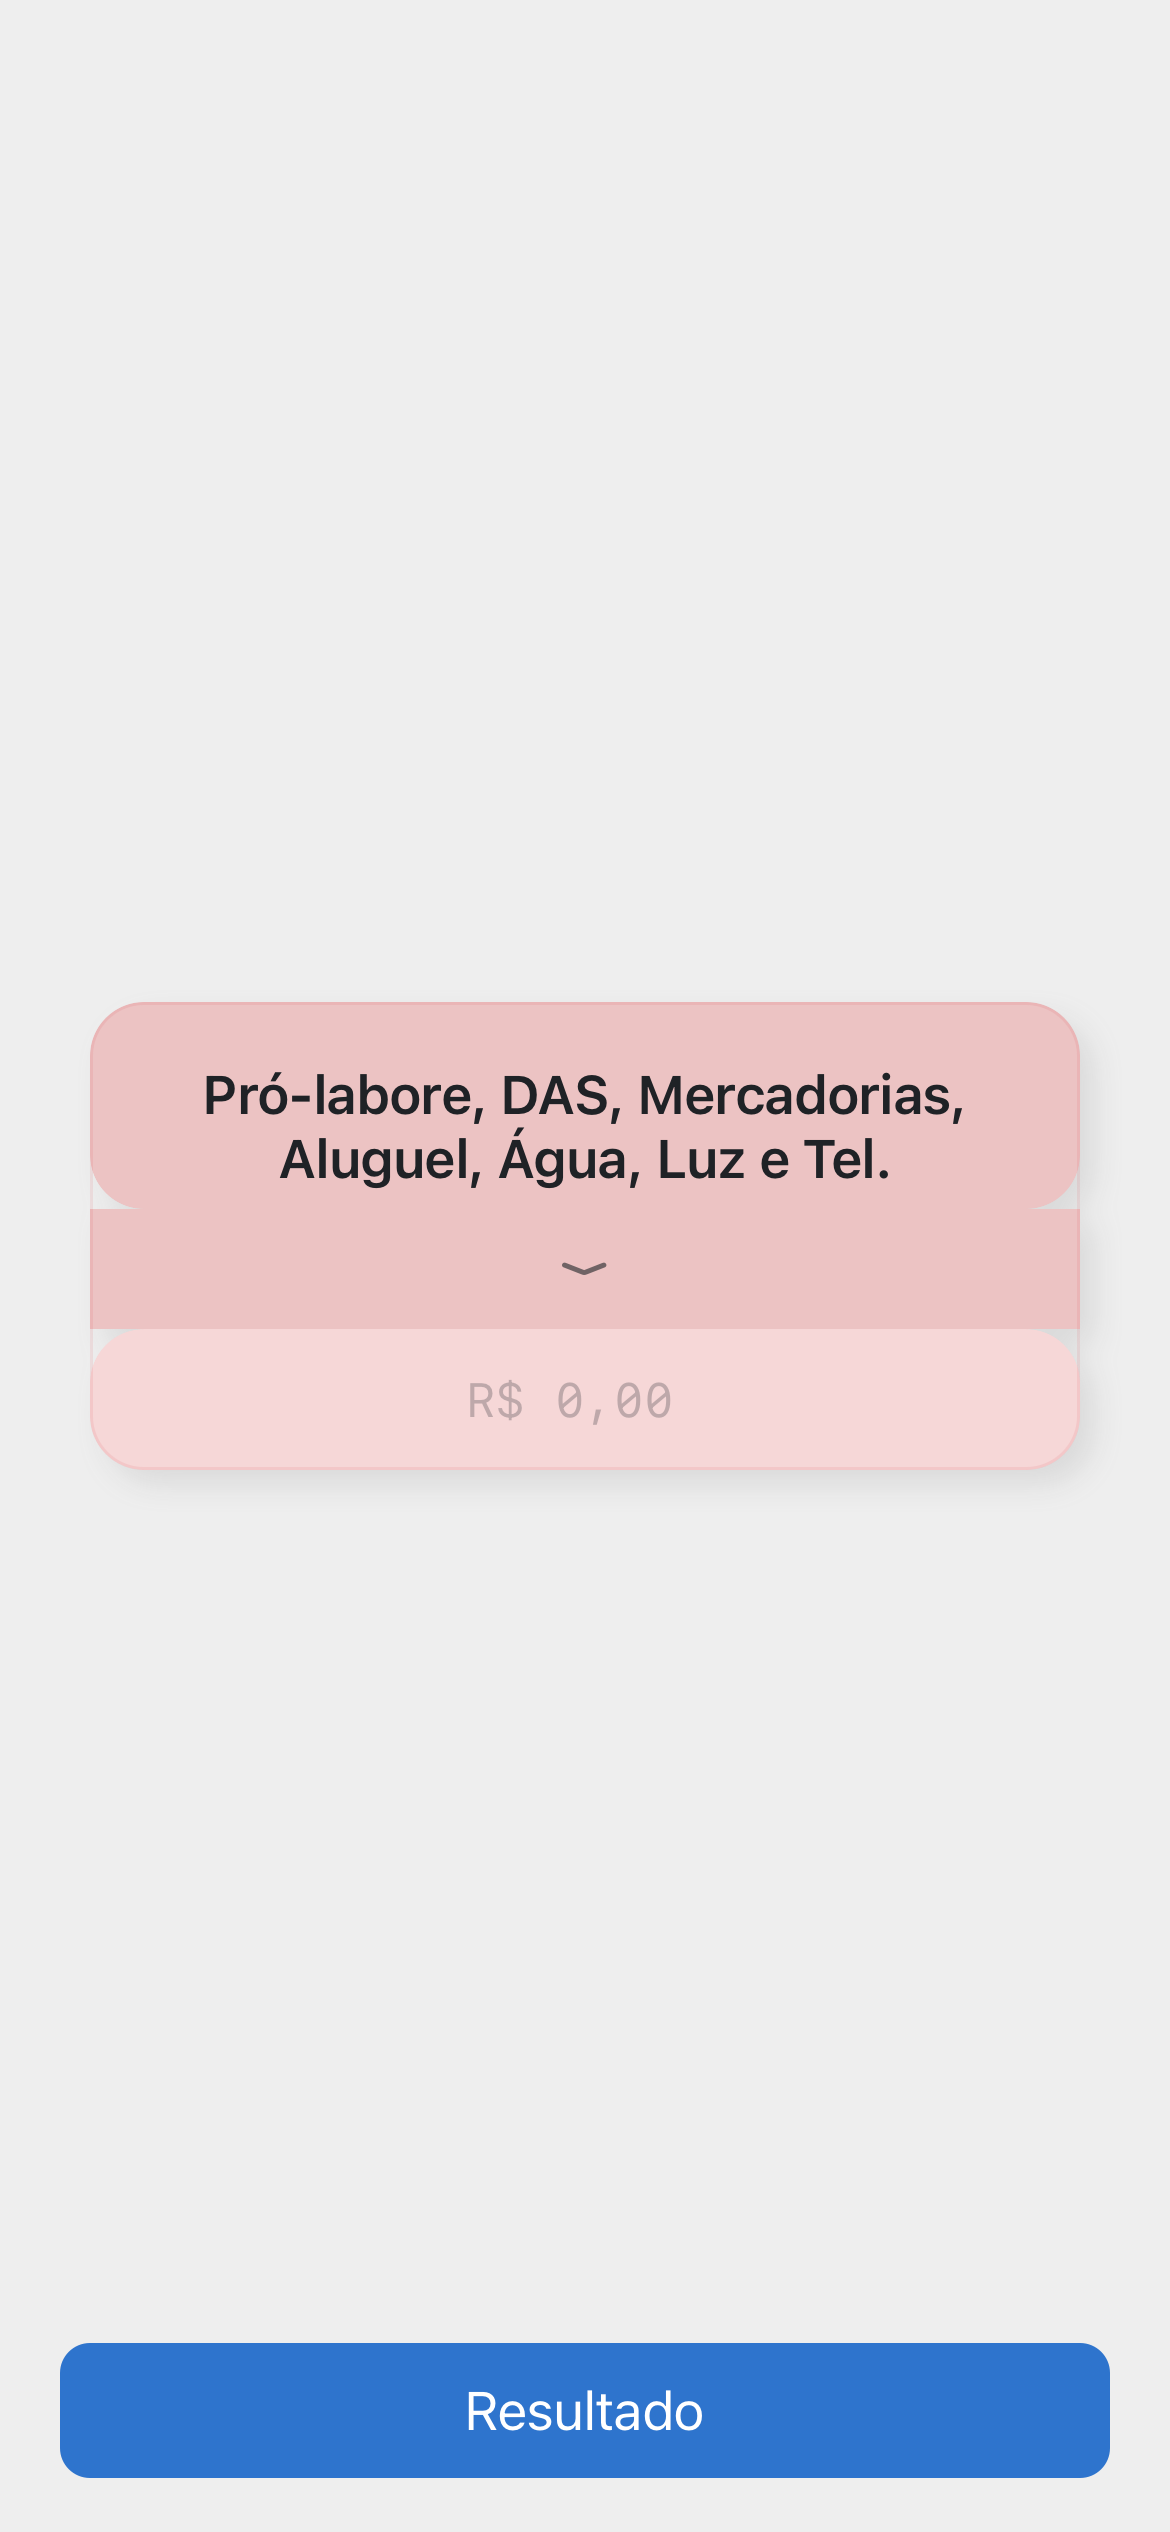 Pró-labore, DAS, Mercadorias,
Aluguel, Água, Luz e Tel.
R$ 0,00
Resultado